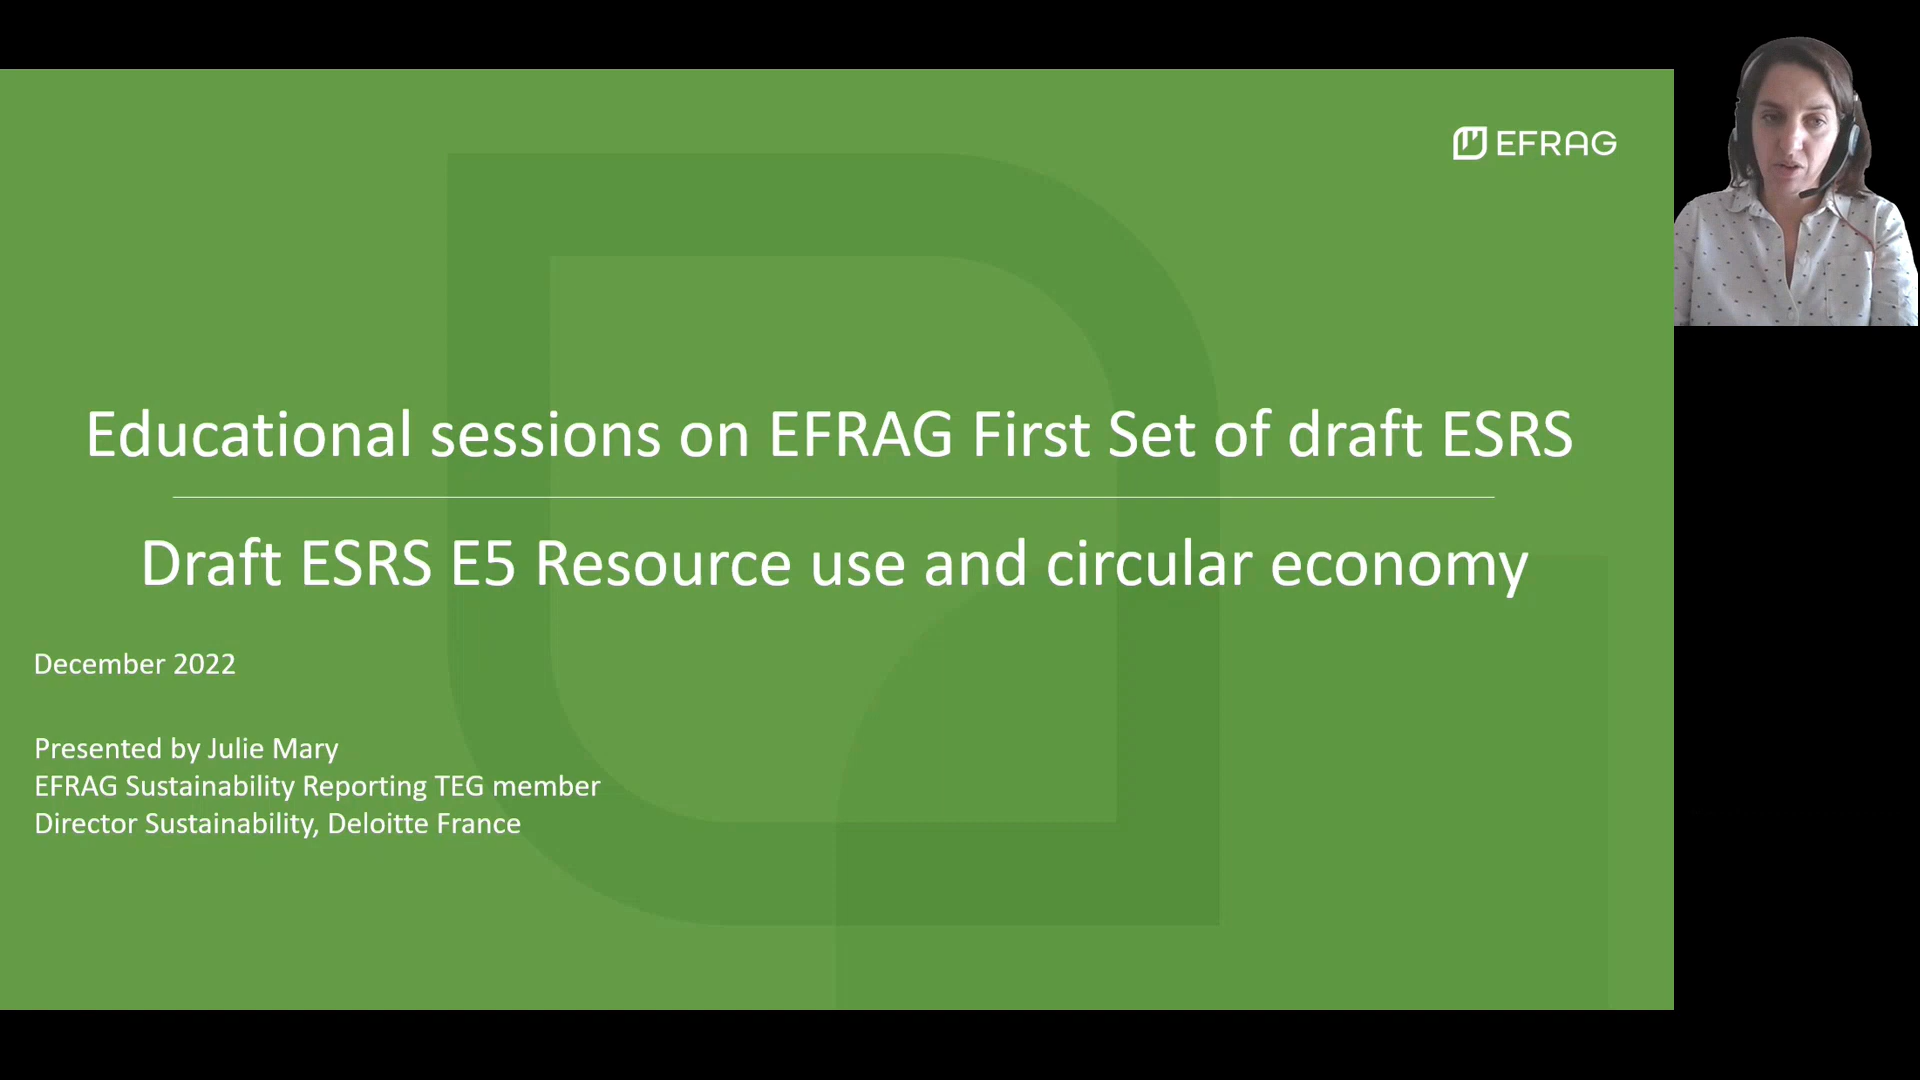 EFRAG
Educational sessions on EFRAG First Set of draft ESRS
Draft ESRS E5 Resource use and circular economy
December 2022
Presented by Julie Mary
EFRAG Sustainability Reporting TEG member
Director Sustainability, Deloitte France